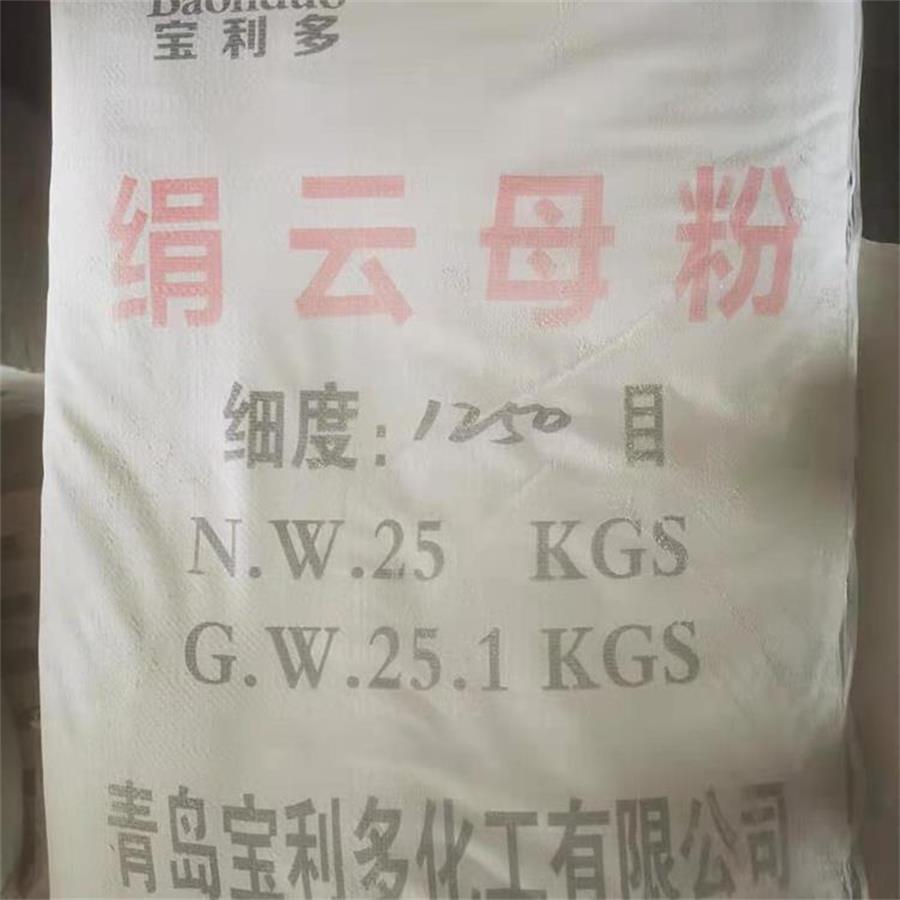 宝利多
绢云母粉
细度：1250 目
N.W.25 KGS
G.W.25.1 KGS
青岛宝利多化工有限公司